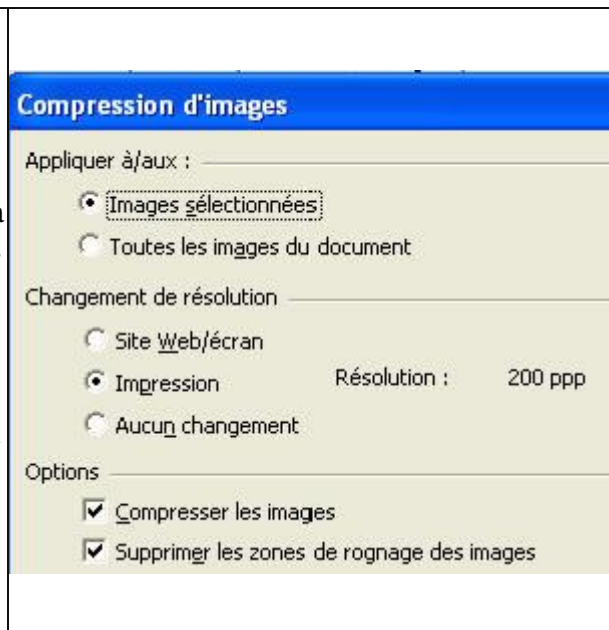 Compression d'images
Appliquer à/aux :
Images sélectionnées
Toutes les images du document
Changement de résolution
Site Web/écran
Impression Résolution : 200 ppp
Aucun changement
Options
Compresser les images
Supprimer les zones de rognage des images